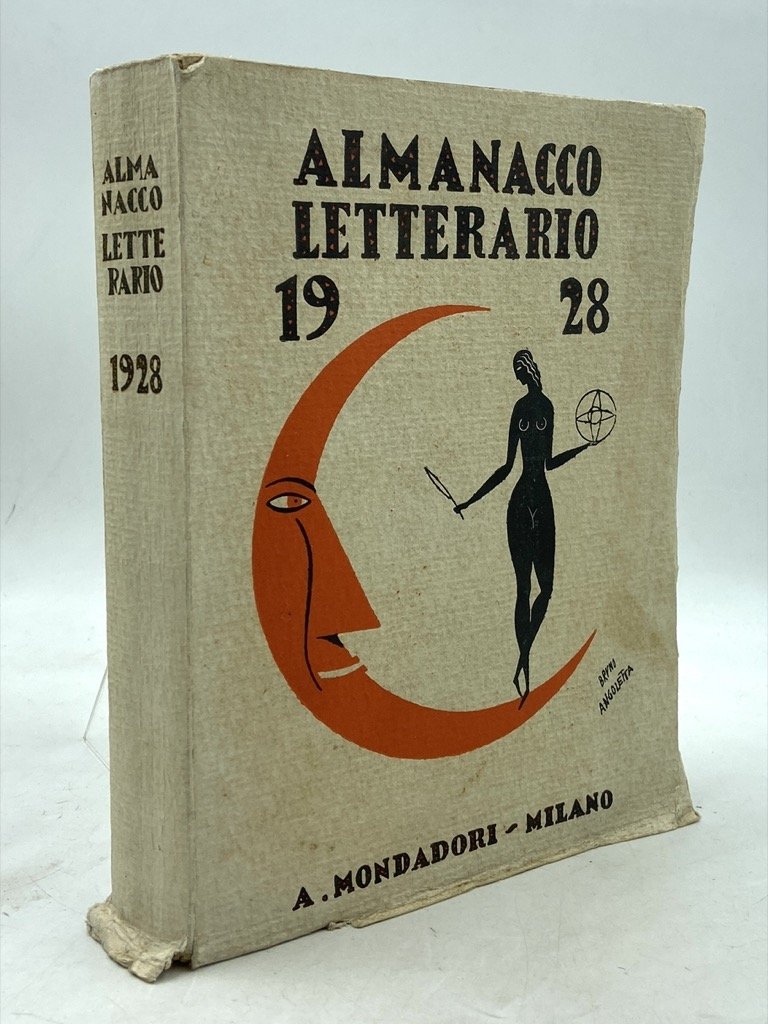 ALMA
NACCO
LETTE
RARIO
1928
ALMANACCO
LETTERARIO
19 28
BRUNO
ANGOLETTA
A. MONDADORI - MILANO